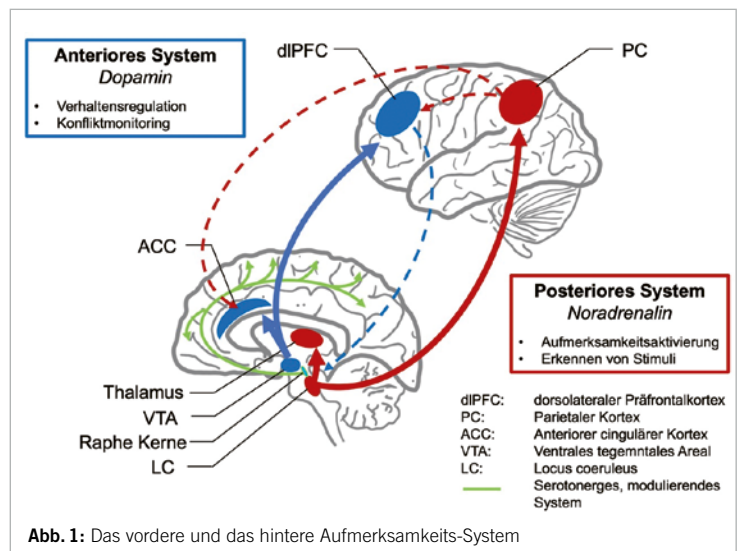 Anteriores System
Dopamin
• Verhaltensregulation
• Konfliktmonitoring
dlPFC
PC
ACC
Posteriores System
Noradrenalin
• Aufmerksamkeitsaktivierung
• Erkennen von Stimuli
Thalamus
VTA
Raphe Kerne
LC
dlPFC: dorsolateraler Präfrontalkortex
PC: Parietaler Kortex
ACC: Anteriorer cingulärer Kortex
VTA: Ventrales tegemntales Areal
LC: Locus coeruleus
Serotonerges, modulierendes
System
Abb. 1: Das vordere und das hintere Aufmerksamkeits-System